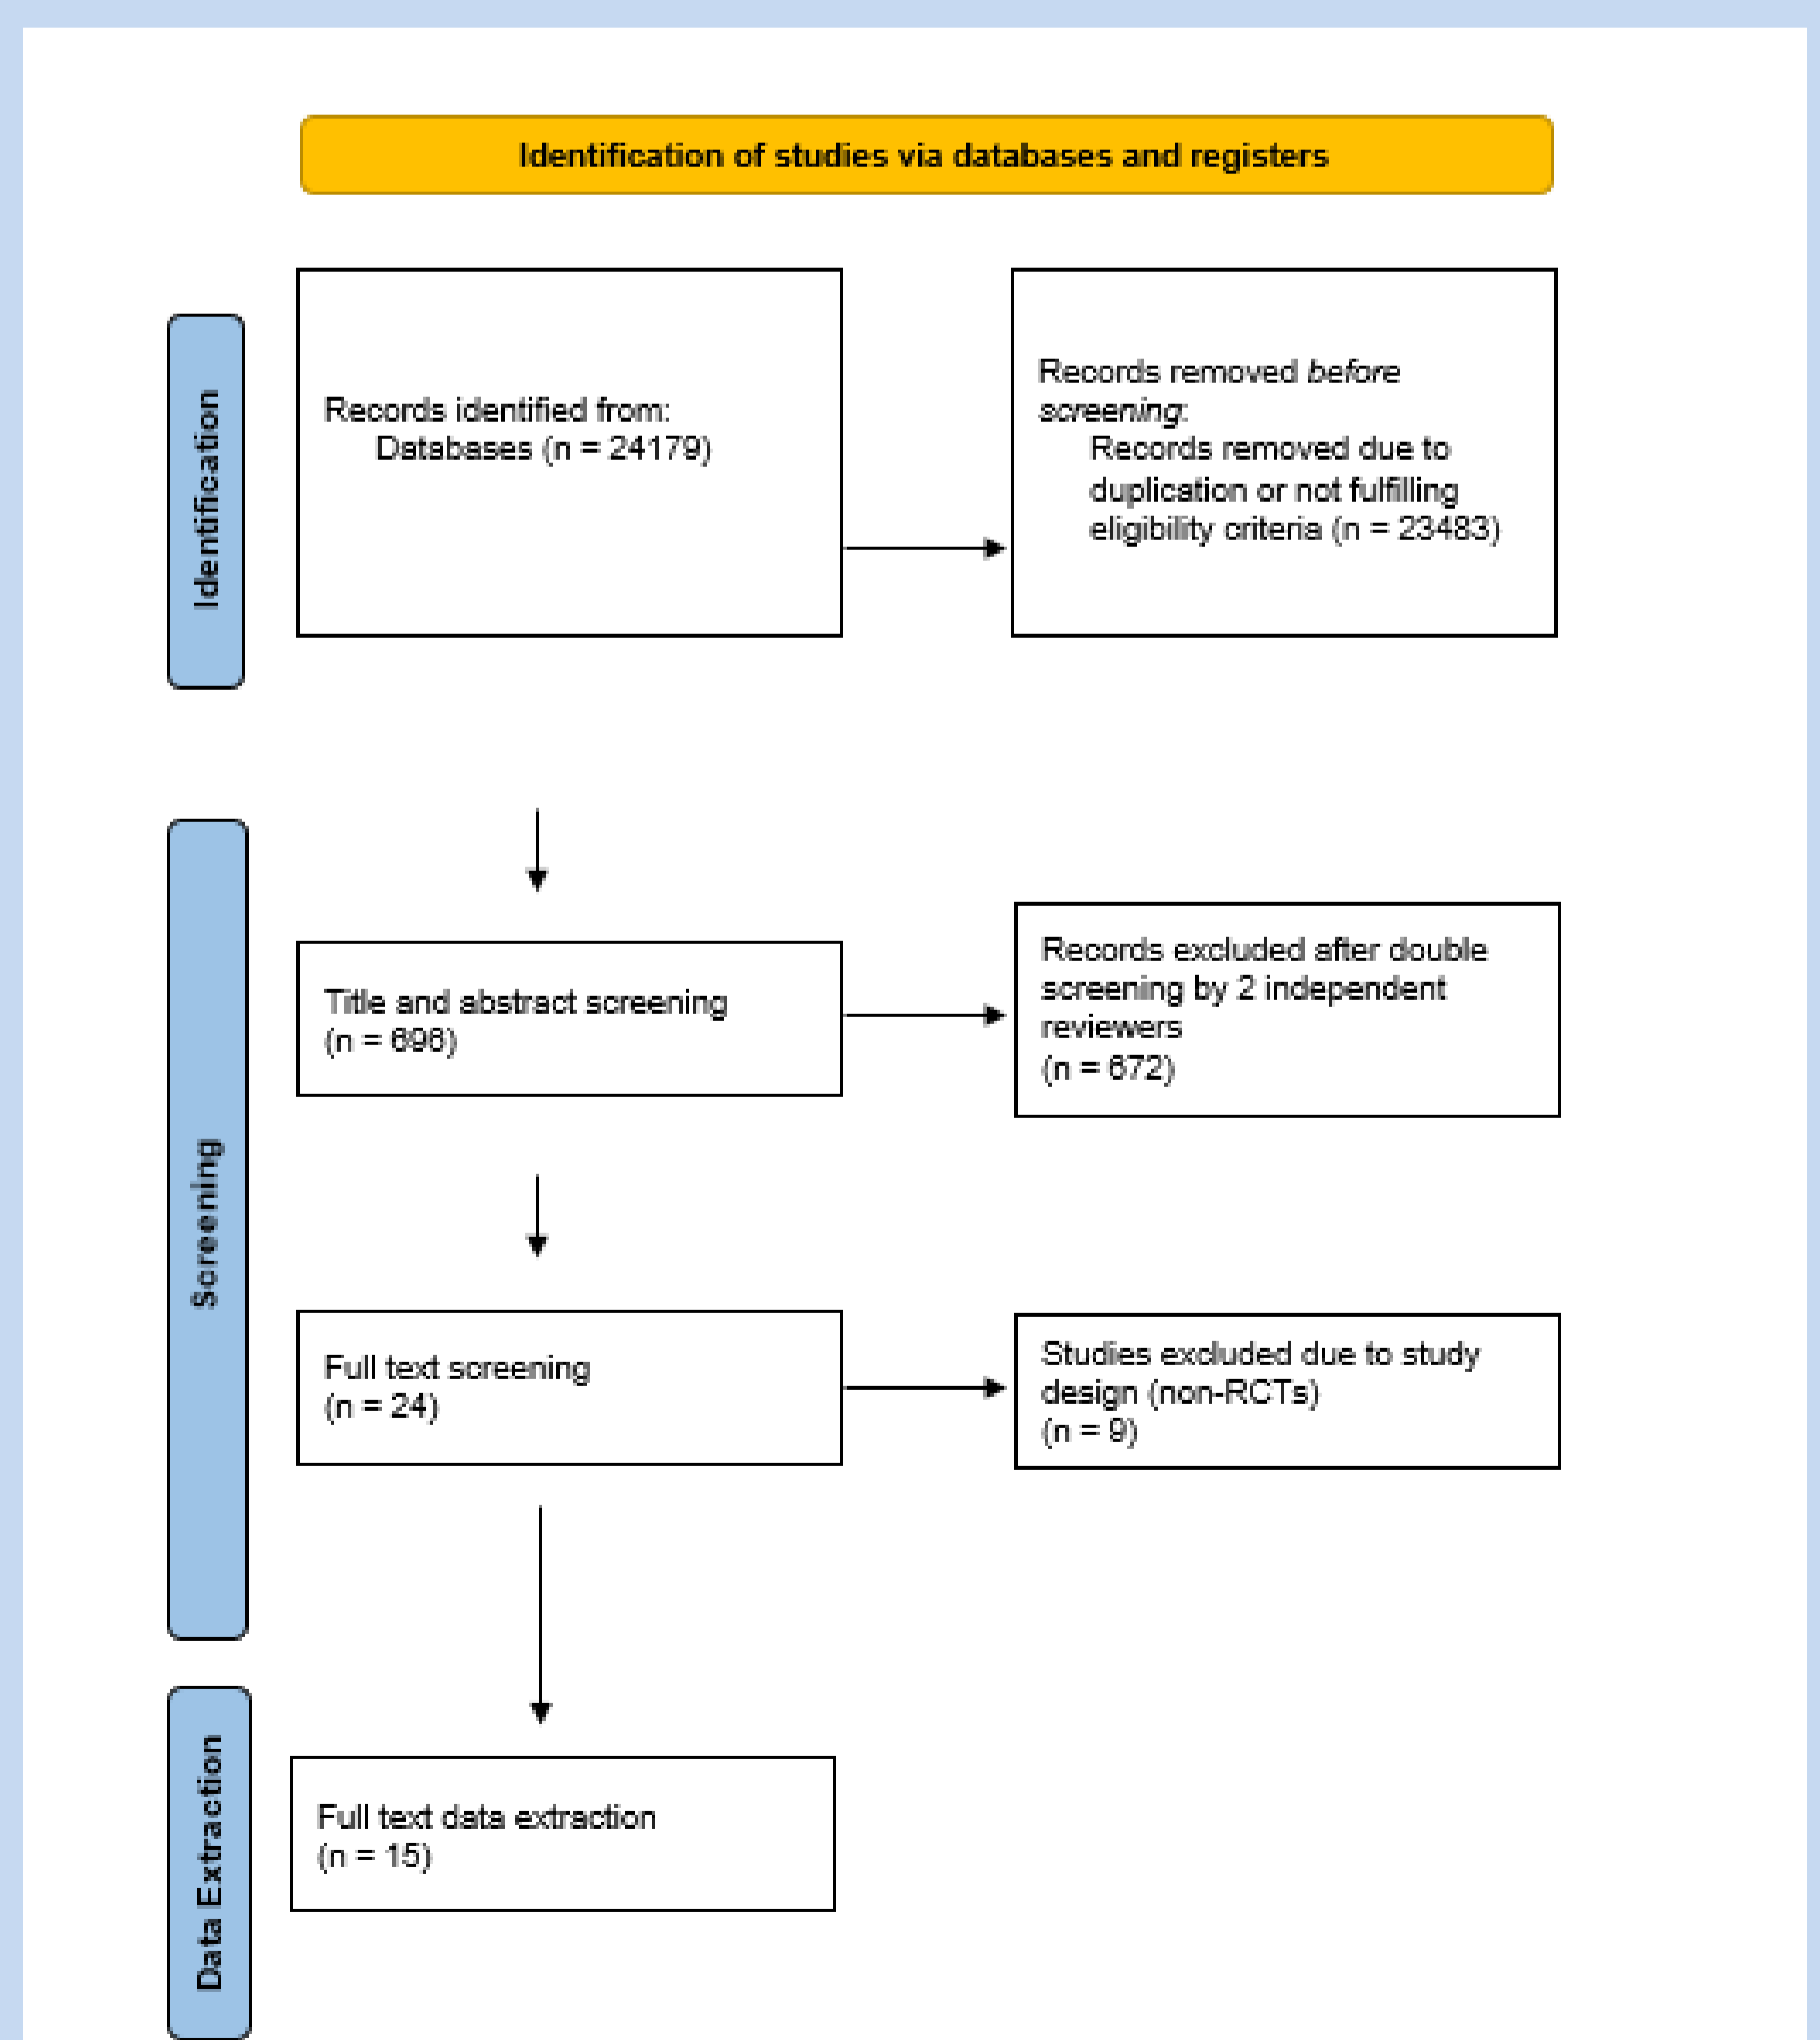 Identification of studies via databases and registers
Identification
Records identified from:
Databases (n = 24179)
Records removed before
screening:
Records removed due to
duplication or not fulfilling
eligibility criteria (n = 23483)
Screening
Title and abstract screening
(n = 696)
Records excluded after double
screening by 2 independent
reviewers
(n = 672)
Full text screening
(n = 24)
Studies excluded due to study
design (non-RCTs)
(n = 9)
Data Extraction
Full text data extraction
(n = 15)